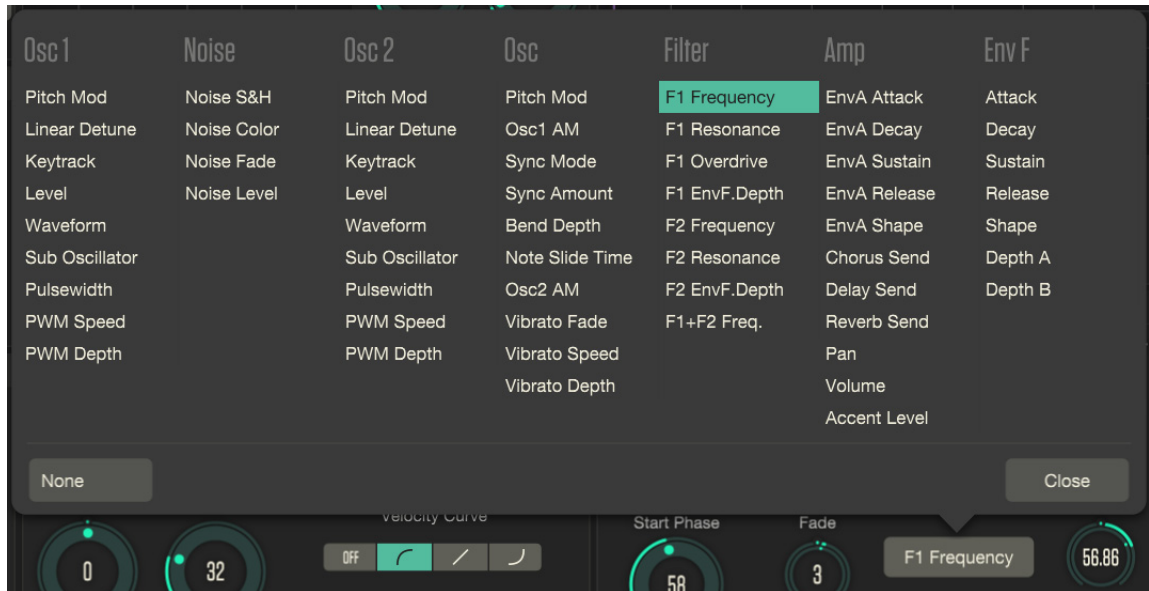 Osc 1 Noise Osc 2 Osc Filter Amp Env F
Pitch Mod Noise S&H Pitch Mod Pitch Mod F1 Frequency EnvA Attack Attack
Linear Detune Noise Color Linear Detune Osc1 AM F1 Resonance EnvA Decay Decay
Keytrack Noise Fade Keytrack Sync Mode F1 Overdrive EnvA Sustain Sustain
Level Noise Level Level Sync Amount F1 EnvF.Depth EnvA Release Release
Waveform Waveform Bend Depth F2 Frequency EnvA Shape Shape
Sub Oscillator Sub Oscillator Note Slide Time F2 Resonance Chorus Send Depth A
Pulsewidth Pulsewidth Osc2 AM F2 EnvF.Depth Delay Send Depth B
PWM Speed PWM Speed Vibrato Fade F1+F2 Freq. Reverb Send
PWM Depth PWM Depth Vibrato Speed Pan
Vibrato Depth Volume
Accent Level
None Close
Velocity Curve Start Phase Fade
0 32 OFF 58 3 F1 Frequency 56.86